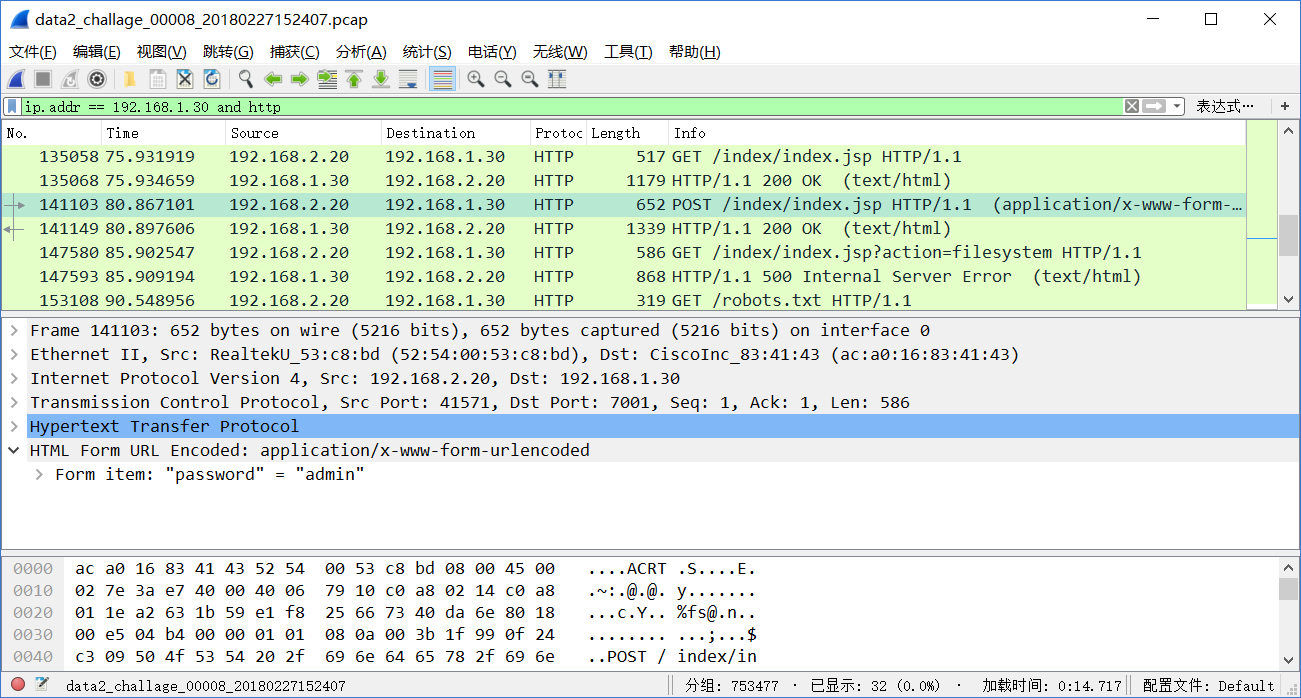 data2_challage_00008_20180227152407.pcap
文件(F) 编辑(E) 视图(V) 跳转(G) 捕获(C) 分析(A) 统计(S) 电话(Y) 无线(W) 工具(T) 帮助(H)
ip.addr == 192.168.1.30 and http 表达式… +
No. Time Source Destination Protoc Length Info
135058 75.931919 192.168.2.20 192.168.1.30 HTTP 517 GET /index/index.jsp HTTP/1.1
135068 75.934659 192.168.1.30 192.168.2.20 HTTP 1179 HTTP/1.1 200 OK (text/html)
141103 80.867101 192.168.2.20 192.168.1.30 HTTP 652 POST /index/index.jsp HTTP/1.1 (application/x-www-form-…
141149 80.897606 192.168.1.30 192.168.2.20 HTTP 1339 HTTP/1.1 200 OK (text/html)
147580 85.902547 192.168.2.20 192.168.1.30 HTTP 586 GET /index/index.jsp?action=filesystem HTTP/1.1
147593 85.909194 192.168.1.30 192.168.2.20 HTTP 868 HTTP/1.1 500 Internal Server Error (text/html)
153108 90.548956 192.168.2.20 192.168.1.30 HTTP 319 GET /robots.txt HTTP/1.1
Frame 141103: 652 bytes on wire (5216 bits), 652 bytes captured (5216 bits) on interface 0
Ethernet II, Src: RealtekU_53:c8:bd (52:54:00:53:c8:bd), Dst: CiscoInc_83:41:43 (ac:a0:16:83:41:43)
Internet Protocol Version 4, Src: 192.168.2.20, Dst: 192.168.1.30
Transmission Control Protocol, Src Port: 41571, Dst Port: 7001, Seq: 1, Ack: 1, Len: 586
Hypertext Transfer Protocol
HTML Form URL Encoded: application/x-www-form-urlencoded
Form item: "password" = "admin"
0000 ac a0 16 83 41 43 52 54 00 53 c8 bd 08 00 45 00 ....ACRT .S....E.
0010 02 7e 3a e7 40 00 40 06 79 10 c0 a8 02 14 c0 a8 .~:.@.@. y.......
0020 01 1e a2 63 1b 59 e1 f8 25 66 73 40 da 6e 80 18 ...c.Y.. %fs@.n..
0030 00 e5 04 b4 00 00 01 01 08 0a 00 3b 1f 99 0f 24 ........ ...;...$
0040 c3 09 50 4f 53 54 20 2f 69 6e 64 65 78 2f 69 6e ..POST / index/in
data2_challage_00008_20180227152407 分组: 753477 · 已显示: 32 (0.0%) · 加载时间: 0:14.717 配置文件: Default